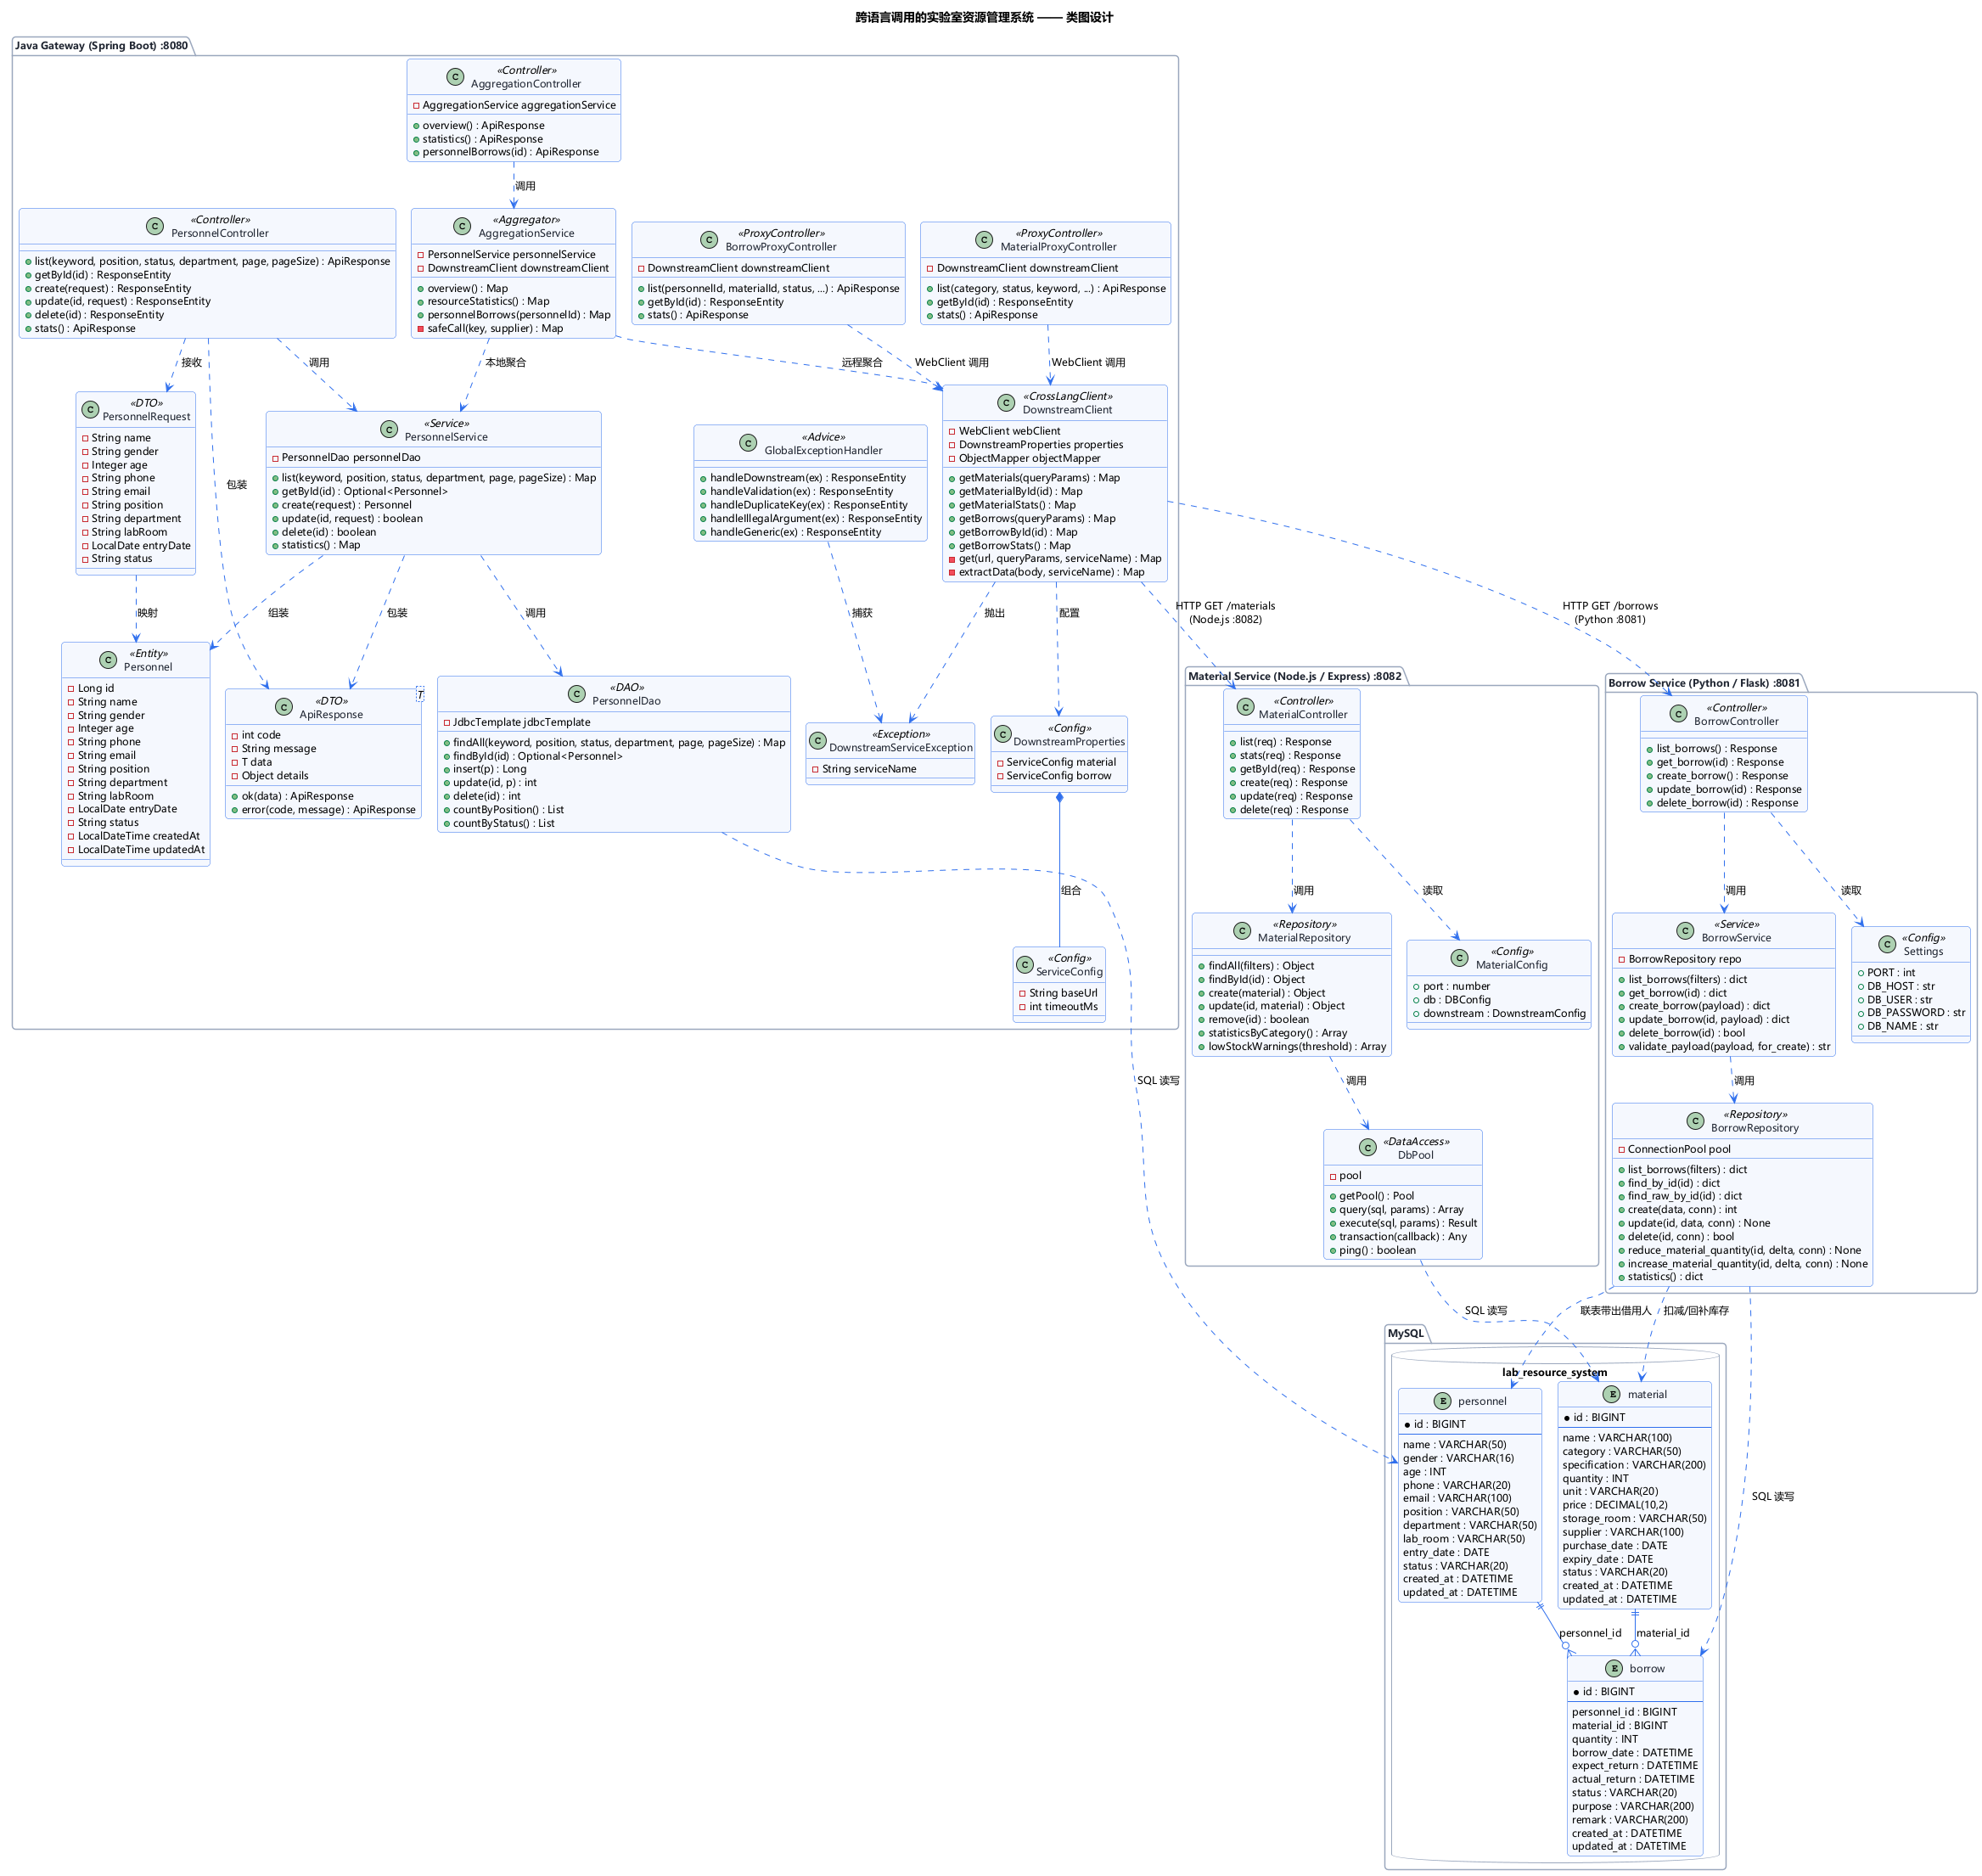 跨语言调用的实验室资源管理系统 —— 类图设计
Java Gateway (Spring Boot) :8080
C
«Controller»
AggregationController
AggregationService aggregationService
overview() : ApiResponse
statistics() : ApiResponse
personnelBorrows(id) : ApiResponse
调用
C
«Controller»
PersonnelController
list(keyword, position, status, department, page, pageSize) : ApiResponse
getById(id) : ResponseEntity
create(request) : ResponseEntity
update(id, request) : ResponseEntity
delete(id) : ResponseEntity
stats() : ApiResponse
C
«Aggregator»
AggregationService
PersonnelService personnelService
DownstreamClient downstreamClient
overview() : Map
resourceStatistics() : Map
personnelBorrows(personnelId) : Map
safeCall(key, supplier) : Map
C
«ProxyController»
BorrowProxyController
DownstreamClient downstreamClient
list(personnelId, materialId, status, ...) : ApiResponse
getById(id) : ResponseEntity
stats() : ApiResponse
C
«ProxyController»
MaterialProxyController
DownstreamClient downstreamClient
list(category, status, keyword, ...) : ApiResponse
getById(id) : ResponseEntity
stats() : ApiResponse
接收
调用
本地聚合
远程聚合
WebClient 调用
WebClient 调用
C
«DTO»
PersonnelRequest
String name
String gender
Integer age
String phone
String email
String position
String department
String labRoom
LocalDate entryDate
String status
包装
C
«Service»
PersonnelService
PersonnelDao personnelDao
list(keyword, position, status, department, page, pageSize) : Map
getById(id) : Optional<Personnel>
create(request) : Personnel
update(id, request) : boolean
delete(id) : boolean
statistics() : Map
C
«Advice»
GlobalExceptionHandler
handleDownstream(ex) : ResponseEntity
handleValidation(ex) : ResponseEntity
handleDuplicateKey(ex) : ResponseEntity
handleIllegalArgument(ex) : ResponseEntity
handleGeneric(ex) : ResponseEntity
C
«CrossLangClient»
DownstreamClient
WebClient webClient
DownstreamProperties properties
ObjectMapper objectMapper
getMaterials(queryParams) : Map
getMaterialById(id) : Map
getMaterialStats() : Map
getBorrows(queryParams) : Map
getBorrowById(id) : Map
getBorrowStats() : Map
get(url, queryParams, serviceName) : Map
extractData(body, serviceName) : Map
映射
组装
包装
调用
捕获
抛出
配置
HTTP GET /materials
(Node.js :8082)
HTTP GET /borrows
(Python :8081)
C
«Entity»
Personnel
Long id
String name
String gender
Integer age
String phone
String email
String position
String department
String labRoom
LocalDate entryDate
String status
LocalDateTime createdAt
LocalDateTime updatedAt
C
«DTO»
ApiResponse
T
int code
String message
T data
Object details
ok(data) : ApiResponse
error(code, message) : ApiResponse
C
«DAO»
PersonnelDao
JdbcTemplate jdbcTemplate
findAll(keyword, position, status, department, page, pageSize) : Map
findById(id) : Optional<Personnel>
insert(p) : Long
update(id, p) : int
delete(id) : int
countByPosition() : List
countByStatus() : List
C
«Exception»
DownstreamServiceException
String serviceName
C
«Config»
DownstreamProperties
ServiceConfig material
ServiceConfig borrow
组合
C
«Config»
ServiceConfig
String baseUrl
int timeoutMs
SQL 读写
Material Service (Node.js / Express) :8082
C
«Controller»
MaterialController
list(req) : Response
stats(req) : Response
getById(req) : Response
create(req) : Response
update(req) : Response
delete(req) : Response
调用
读取
C
«Repository»
MaterialRepository
findAll(filters) : Object
findById(id) : Object
create(material) : Object
update(id, material) : Object
remove(id) : boolean
statisticsByCategory() : Array
lowStockWarnings(threshold) : Array
C
«Config»
MaterialConfig
port : number
db : DBConfig
downstream : DownstreamConfig
调用
C
«DataAccess»
DbPool
pool
getPool() : Pool
query(sql, params) : Array
execute(sql, params) : Result
transaction(callback) : Any
ping() : boolean
SQL 读写
Borrow Service (Python / Flask) :8081
C
«Controller»
BorrowController
list_borrows() : Response
get_borrow(id) : Response
create_borrow() : Response
update_borrow(id) : Response
delete_borrow(id) : Response
调用
读取
C
«Service»
BorrowService
BorrowRepository repo
list_borrows(filters) : dict
get_borrow(id) : dict
create_borrow(payload) : dict
update_borrow(id, payload) : dict
delete_borrow(id) : bool
validate_payload(payload, for_create) : str
C
«Config»
Settings
PORT : int
DB_HOST : str
DB_USER : str
DB_PASSWORD : str
DB_NAME : str
调用
C
«Repository»
BorrowRepository
ConnectionPool pool
list_borrows(filters) : dict
find_by_id(id) : dict
find_raw_by_id(id) : dict
create(data, conn) : int
update(id, data, conn) : None
delete(id, conn) : bool
reduce_material_quantity(id, delta, conn) : None
increase_material_quantity(id, delta, conn) : None
statistics() : dict
联表带出借用人
扣减/回补库存
SQL 读写
MySQL
lab_resource_system
E
personnel
id : BIGINT
name : VARCHAR(50)
gender : VARCHAR(16)
age : INT
phone : VARCHAR(20)
email : VARCHAR(100)
position : VARCHAR(50)
department : VARCHAR(50)
lab_room : VARCHAR(50)
entry_date : DATE
status : VARCHAR(20)
created_at : DATETIME
updated_at : DATETIME
E
material
id : BIGINT
name : VARCHAR(100)
category : VARCHAR(50)
specification : VARCHAR(200)
quantity : INT
unit : VARCHAR(20)
price : DECIMAL(10,2)
storage_room : VARCHAR(50)
supplier : VARCHAR(100)
purchase_date : DATE
expiry_date : DATE
status : VARCHAR(20)
created_at : DATETIME
updated_at : DATETIME
personnel_id
material_id
E
borrow
id : BIGINT
personnel_id : BIGINT
material_id : BIGINT
quantity : INT
borrow_date : DATETIME
expect_return : DATETIME
actual_return : DATETIME
status : VARCHAR(20)
purpose : VARCHAR(200)
remark : VARCHAR(200)
created_at : DATETIME
updated_at : DATETIME